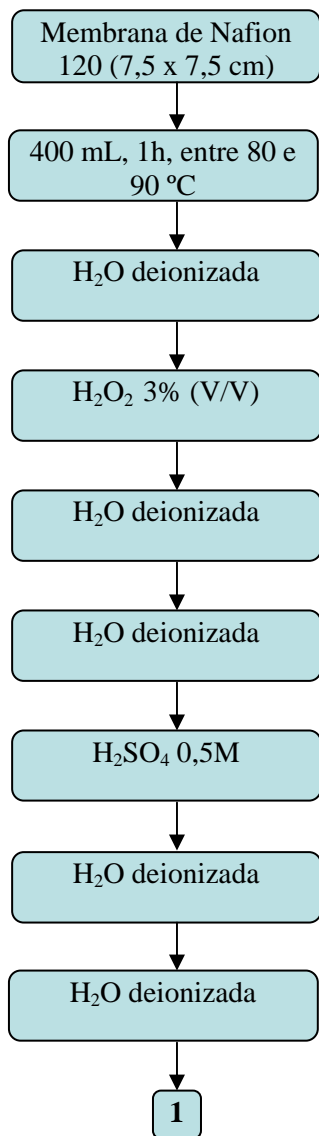 Membrana de Nafion
120 (7,5 x 7,5 cm)
400 mL, 1h, entre 80 e
90 ºC
H₂O deionizada
H₂O₂ 3% (V/V)
H₂O deionizada
H₂O deionizada
H₂SO₄ 0,5M
H₂O deionizada
H₂O deionizada
1